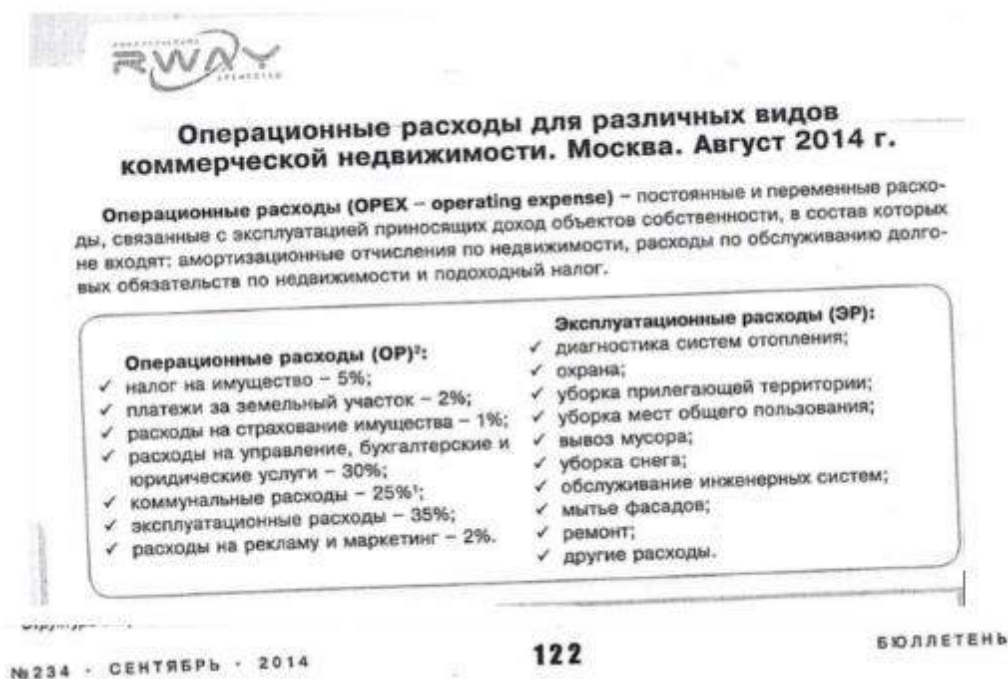 RWAY
Операционные расходы для различных видов
коммерческой недвижимости. Москва. Август 2014 г.
Операционные расходы (OPEX – operating expense) – постоянные и переменные расхо-
ды, связанные с эксплуатацией приносящих доход объектов собственности, в состав которых
не входят: амортизационные отчисления по недвижимости, расходы по обслуживанию долго-
вых обязательств по недвижимости и подоходный налог.
Операционные расходы (ОР)²:
✓ налог на имущество – 5%;
✓ платежи за земельный участок – 2%;
✓ расходы на страхование имущества – 1%;
✓ расходы на управление, бухгалтерские и
юридические услуги – 30%;
✓ коммунальные расходы – 25%¹;
✓ эксплуатационные расходы – 35%;
✓ расходы на рекламу и маркетинг – 2%.
Эксплуатационные расходы (ЭР):
✓ диагностика систем отопления;
✓ охрана;
✓ уборка прилегающей территории;
✓ уборка мест общего пользования;
✓ вывоз мусора;
✓ уборка снега;
✓ обслуживание инженерных систем;
✓ мытье фасадов;
✓ ремонт;
✓ другие расходы.
№234 · СЕНТЯБРЬ · 2014
122
БЮЛЛЕТЕНЬ